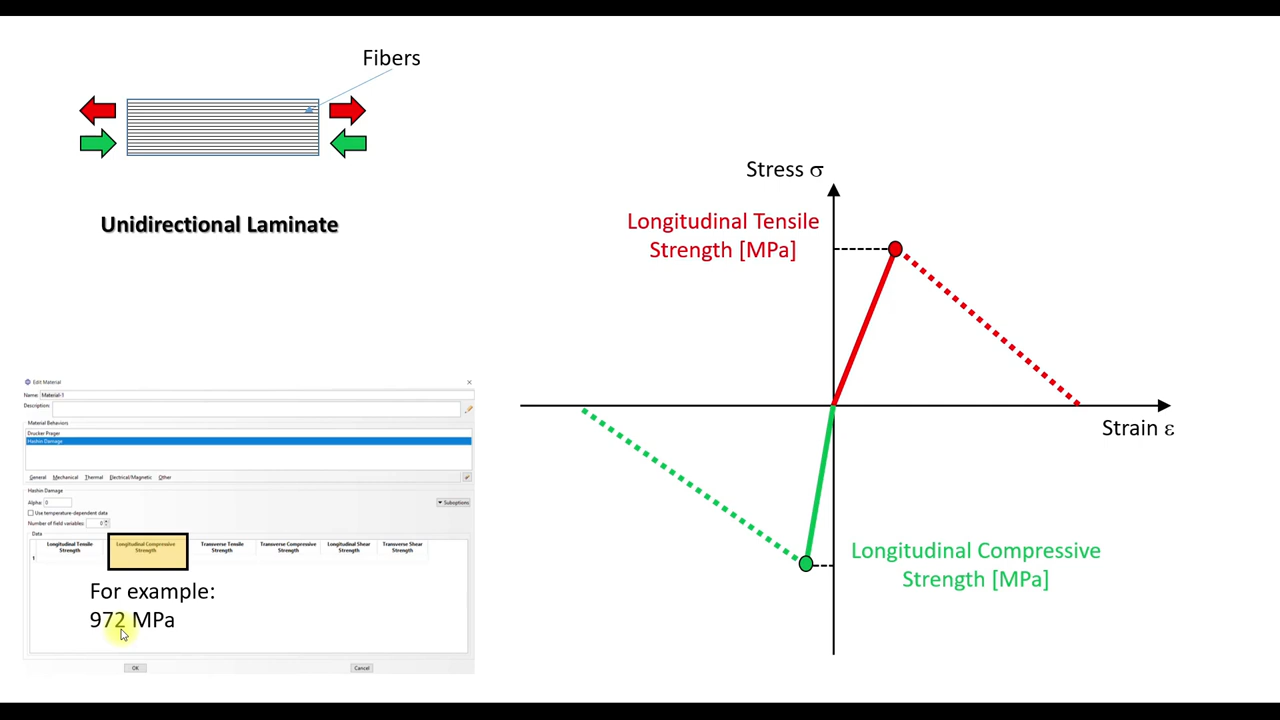 Fibers
Unidirectional Laminate
Stress σ
Longitudinal Tensile
Strength [MPa]
Strain ε
Longitudinal Compressive
Strength [MPa]
Edit Material
Name: Material-1
Description:
Material Behaviors
Drucker Prager
Hashin Damage
General Mechanical Thermal Electrical/Magnetic Other
Hashin Damage
Alpha: 0
Suboptions
Use temperature-dependent data
Number of field variables: 0
Data
Longitudinal Tensile Strength
Longitudinal Compressive Strength
Transverse Tensile Strength
Transverse Compressive Strength
Longitudinal Shear Strength
Transverse Shear Strength
1
For example:
972 MPa
OK Cancel